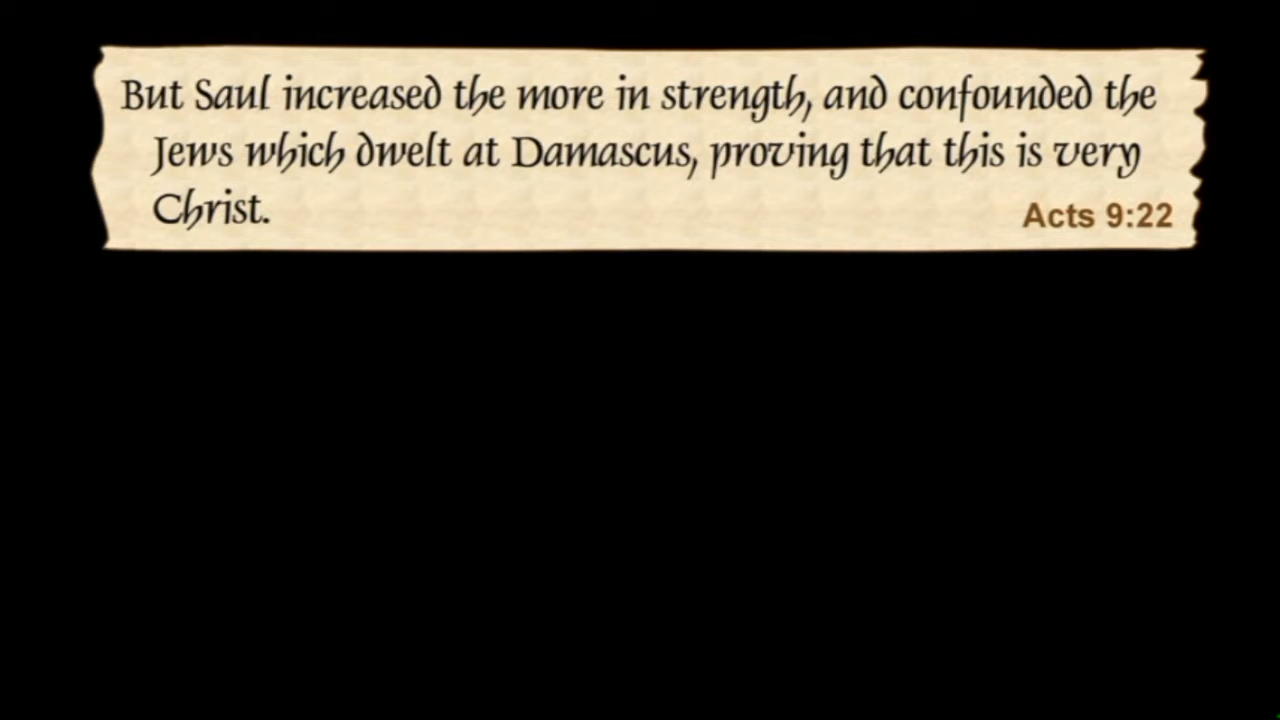 But Saul increased the more in strength, and confounded the
Jews which dwelt at Damascus, proving that this is very
Christ.
Acts 9:22